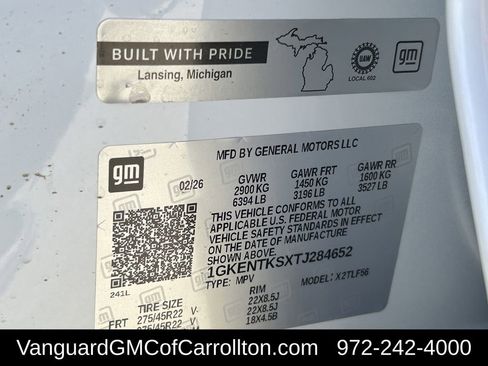 BUILT WITH PRIDE
Lansing, Michigan
UAW
LOCAL 602
gm
gm
MFD BY GENERAL MOTORS LLC
02/26
GVWR GAWR FRT GAWR RR
2900 KG 1450 KG 1600 KG
6394 LB 3196 LB 3527 LB
THIS VEHICLE CONFORMS TO ALL
APPLICABLE U.S. FEDERAL MOTOR
VEHICLE SAFETY STANDARDS IN EFFECT
ON THE DATE OF MANUFACTURE SHOWN ABOVE.
1GKENTKSXTJ284652
TYPE: MPV MODEL: X2TLF56
241L
TIRE SIZE RIM
FRT 275/45R22 V 22X8.5J
275/45R22 V 22X8.5J
18X4.5B
VanguardGMCofCarrollton.com 972-242-4000